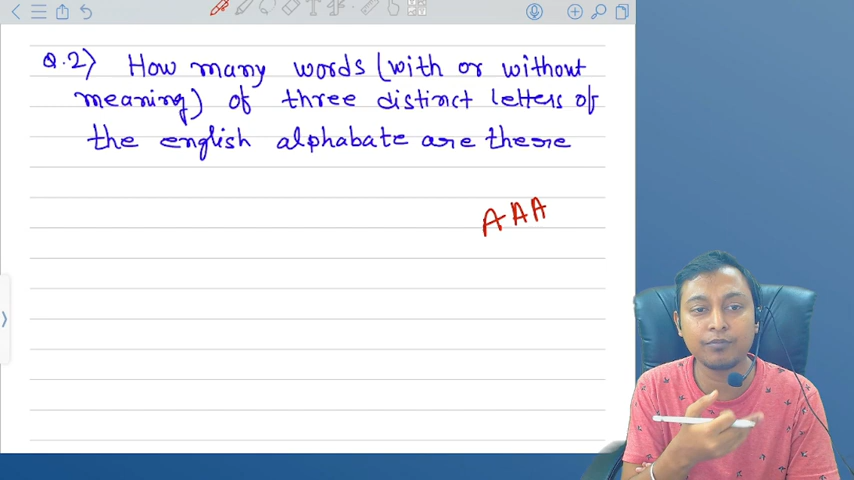 Q.2) How many words (with or without
meaning) of three distinct letters of
the english alphabate are there
AAA